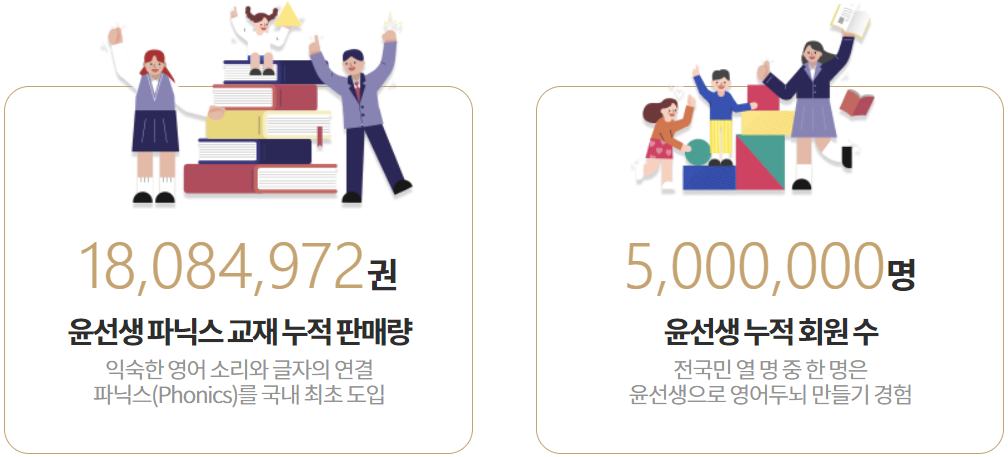 18,084,972권
윤선생 파닉스 교재 누적 판매량
익숙한 영어 소리와 글자의 연결
파닉스(Phonics)를 국내 최초 도입
5,000,000명
윤선생 누적 회원 수
전국민 열 명 중 한 명은
윤선생으로 영어두뇌 만들기 경험